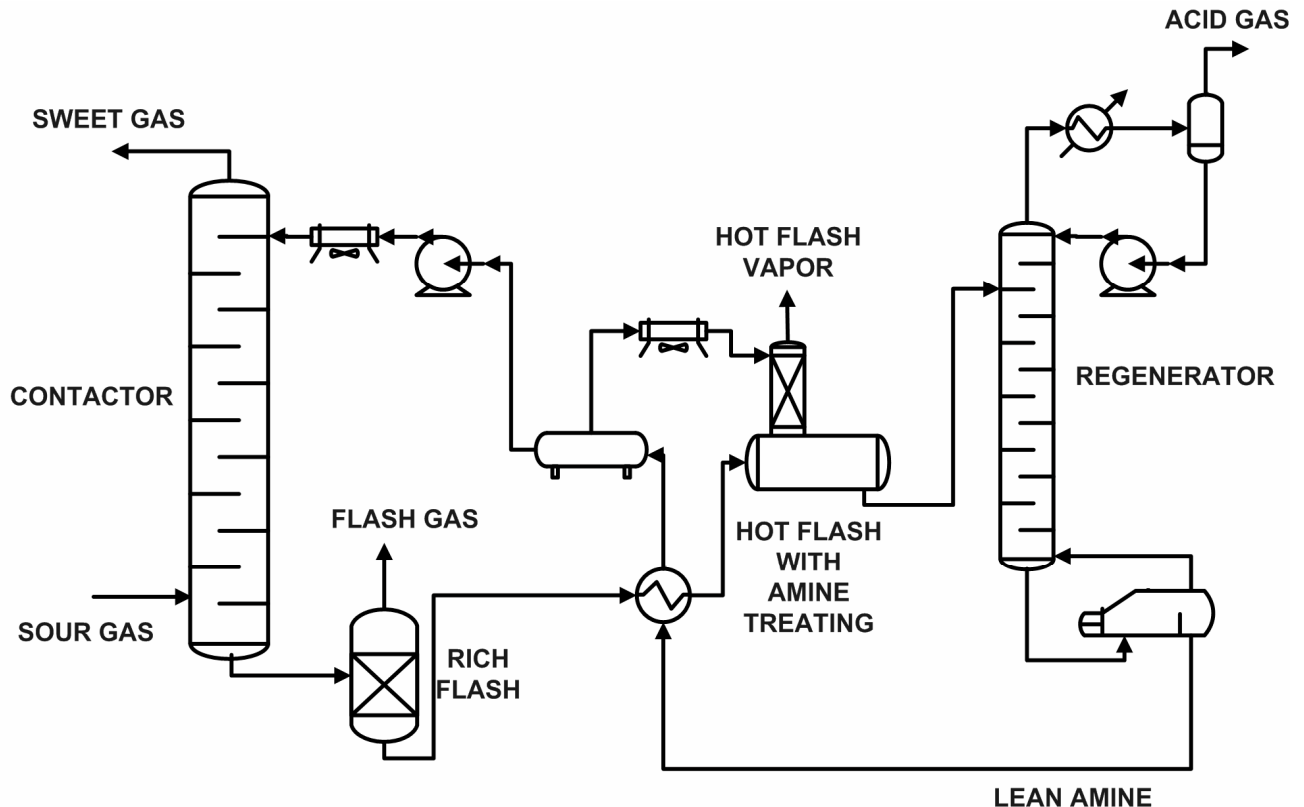 ACID GAS
SWEET GAS
HOT FLASH
VAPOR
CONTACTOR
REGENERATOR
FLASH GAS
HOT FLASH
WITH
AMINE
TREATING
SOUR GAS
RICH
FLASH
LEAN AMINE